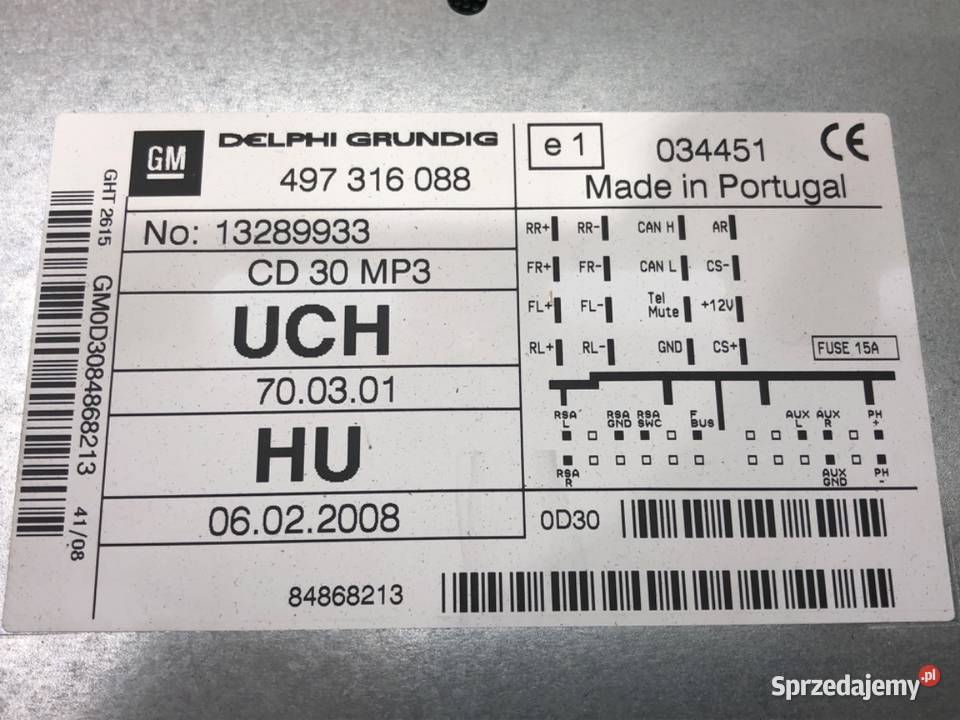 GM
DELPHI GRUNDIG
497 316 088
No: 13289933
CD 30 MP3
UCH
70.03.01
HU
06.02.2008
e 1
034451
CE
Made in Portugal
RR+ RR- CAN H AR
FR+ FR- CAN L CS-
FL+ FL- Tel Mute +12V
RL+ RL- GND CS+
FUSE 15A
RSA L RSA GND RSA SWC F BUS AUX L AUX R PH +
RSA R AUX GND PH -
0D30
84868213
GHT 2615
GM0D3084868213 41/08
Sprzedajemy.pl